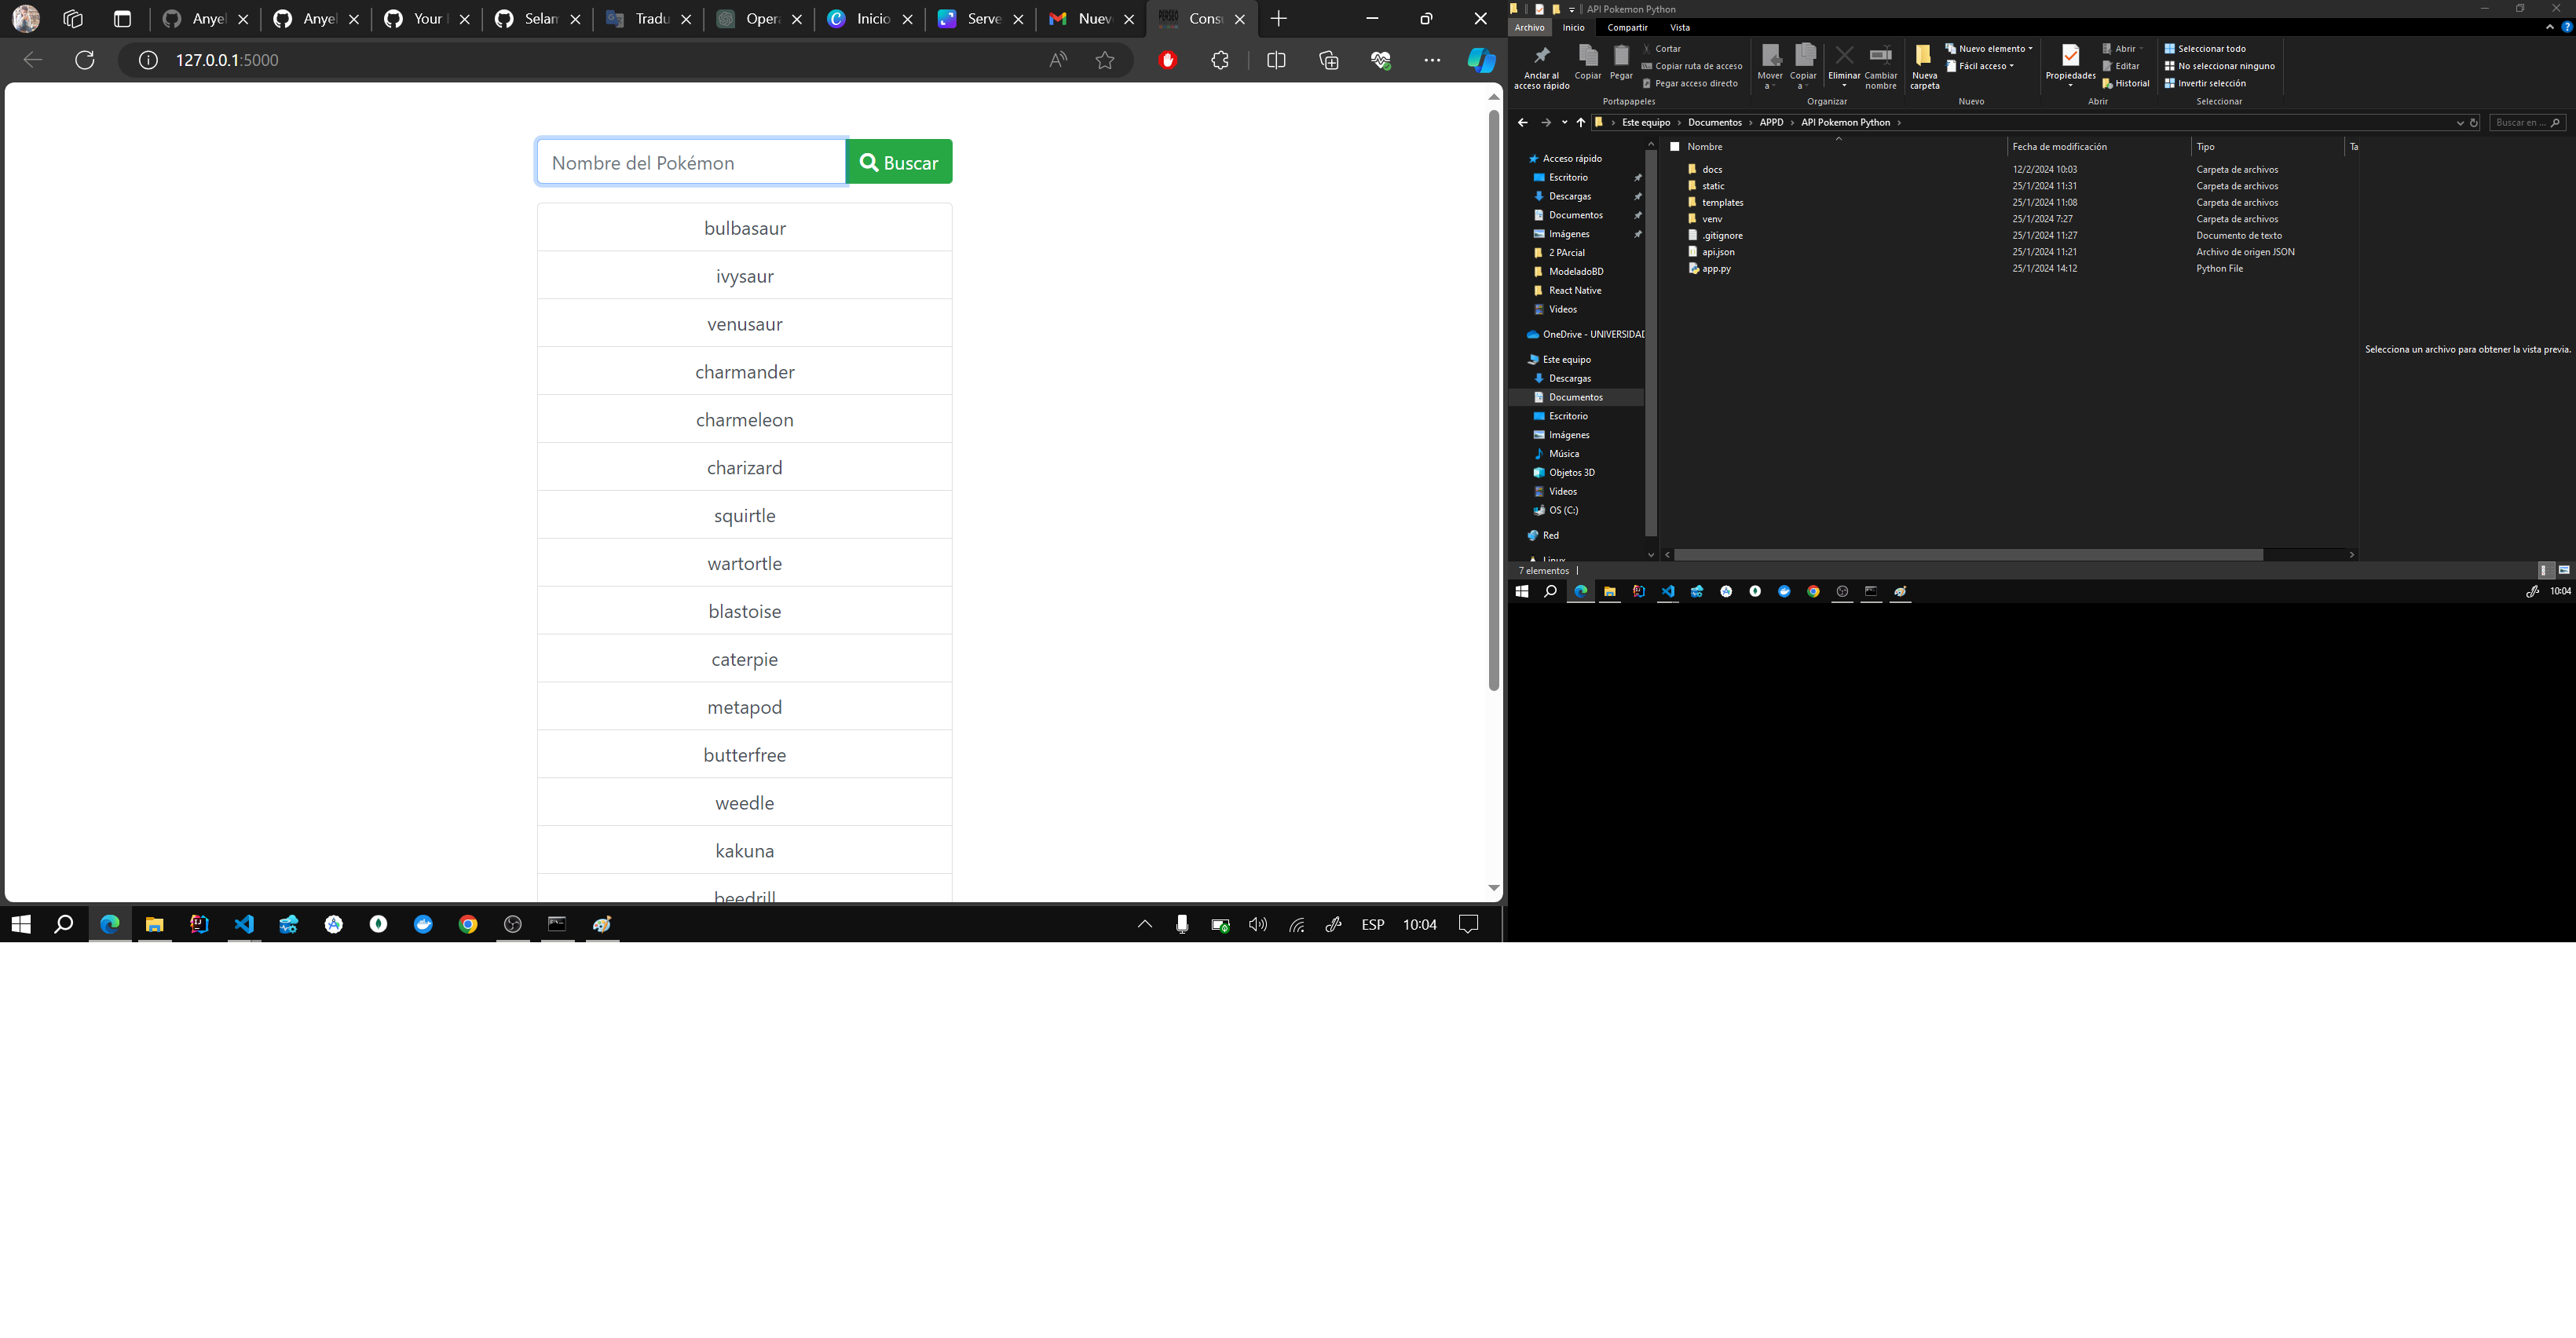 Anyel
Anyel
Your
Selam
Tradu
Opera
Inicio
Serve
Nuev
PERSEO
Cons
127.0.0.1:5000
Nombre del Pokémon
Buscar
bulbasaur
ivysaur
venusaur
charmander
charmeleon
charizard
squirtle
wartortle
blastoise
caterpie
metapod
butterfree
weedle
kakuna
beedrill
ESP
10:04
API Pokemon Python
Archivo
Inicio
Compartir
Vista
Anclar al
acceso rápido
Copiar
Pegar
Cortar
Copiar ruta de acceso
Pegar acceso directo
Portapapeles
Mover
a
Copiar
a
Eliminar
Cambiar
nombre
Organizar
Nueva
carpeta
Nuevo elemento
Fácil acceso
Nuevo
Propiedades
Abrir
Editar
Historial
Abrir
Seleccionar todo
No seleccionar ninguno
Invertir selección
Seleccionar
Este equipo > Documentos > APPD > API Pokemon Python >
Buscar en ...
Acceso rápido
Escritorio
Descargas
Documentos
Imágenes
2 PArcial
ModeladoBD
React Native
Videos
OneDrive - UNIVERSIDAD
Este equipo
Descargas
Documentos
Escritorio
Imágenes
Música
Objetos 3D
Videos
OS (C:)
Red
Linux
Nombre Fecha de modificación Tipo Ta
docs 12/2/2024 10:03 Carpeta de archivos
static 25/1/2024 11:31 Carpeta de archivos
templates 25/1/2024 11:08 Carpeta de archivos
venv 25/1/2024 7:27 Carpeta de archivos
.gitignore 25/1/2024 11:27 Documento de texto
api.json 25/1/2024 11:21 Archivo de origen JSON
app.py 25/1/2024 14:12 Python File
Selecciona un archivo para obtener la vista previa.
7 elementos
10:04